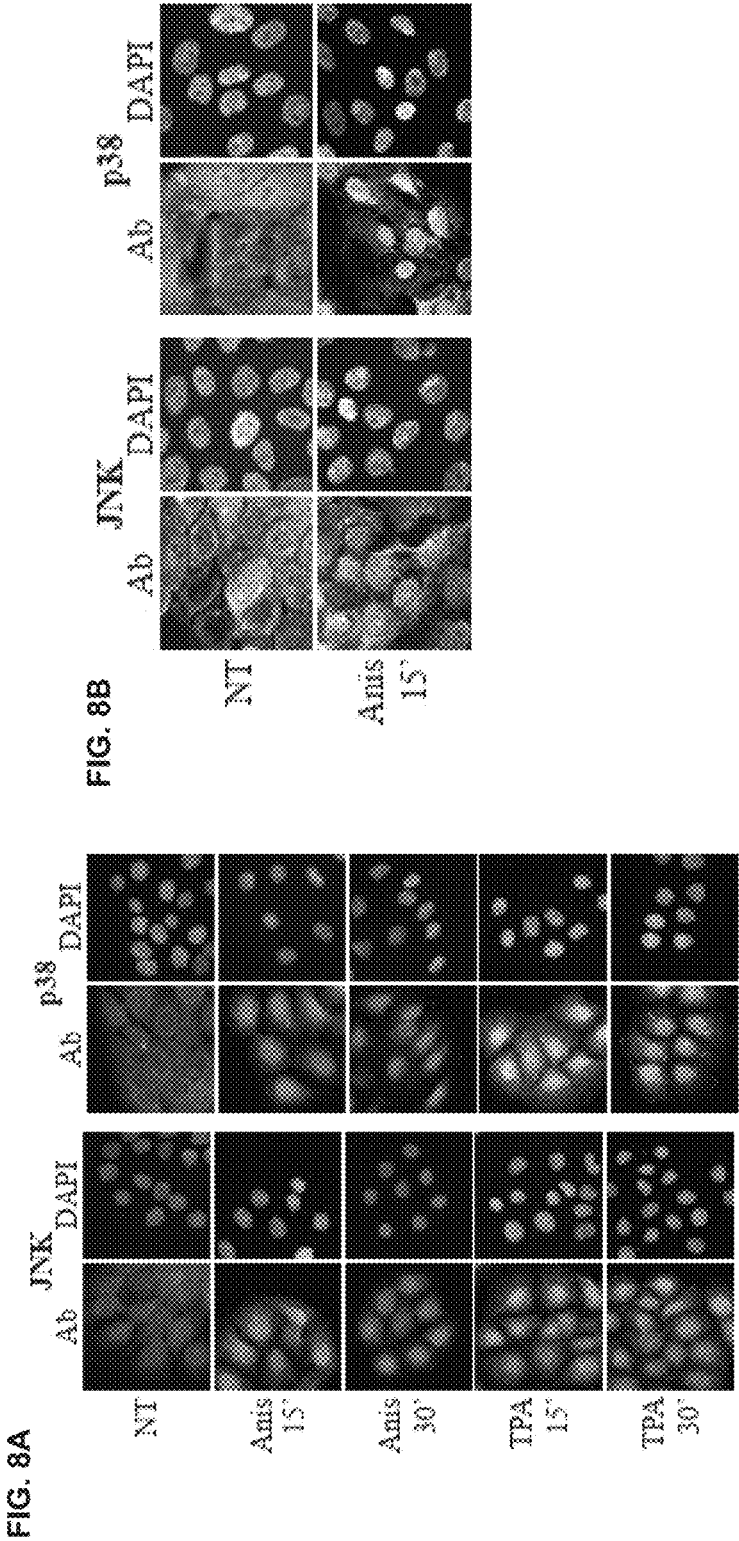 FIG. 8A
JNK
p38
Ab
DAPI
Ab
DAPI
NT
Anis
15`
Anis
30`
TPA
15`
TPA
30`
FIG. 8B
JNK
p38
Ab
DAPI
Ab
DAPI
NT
Anis
15`